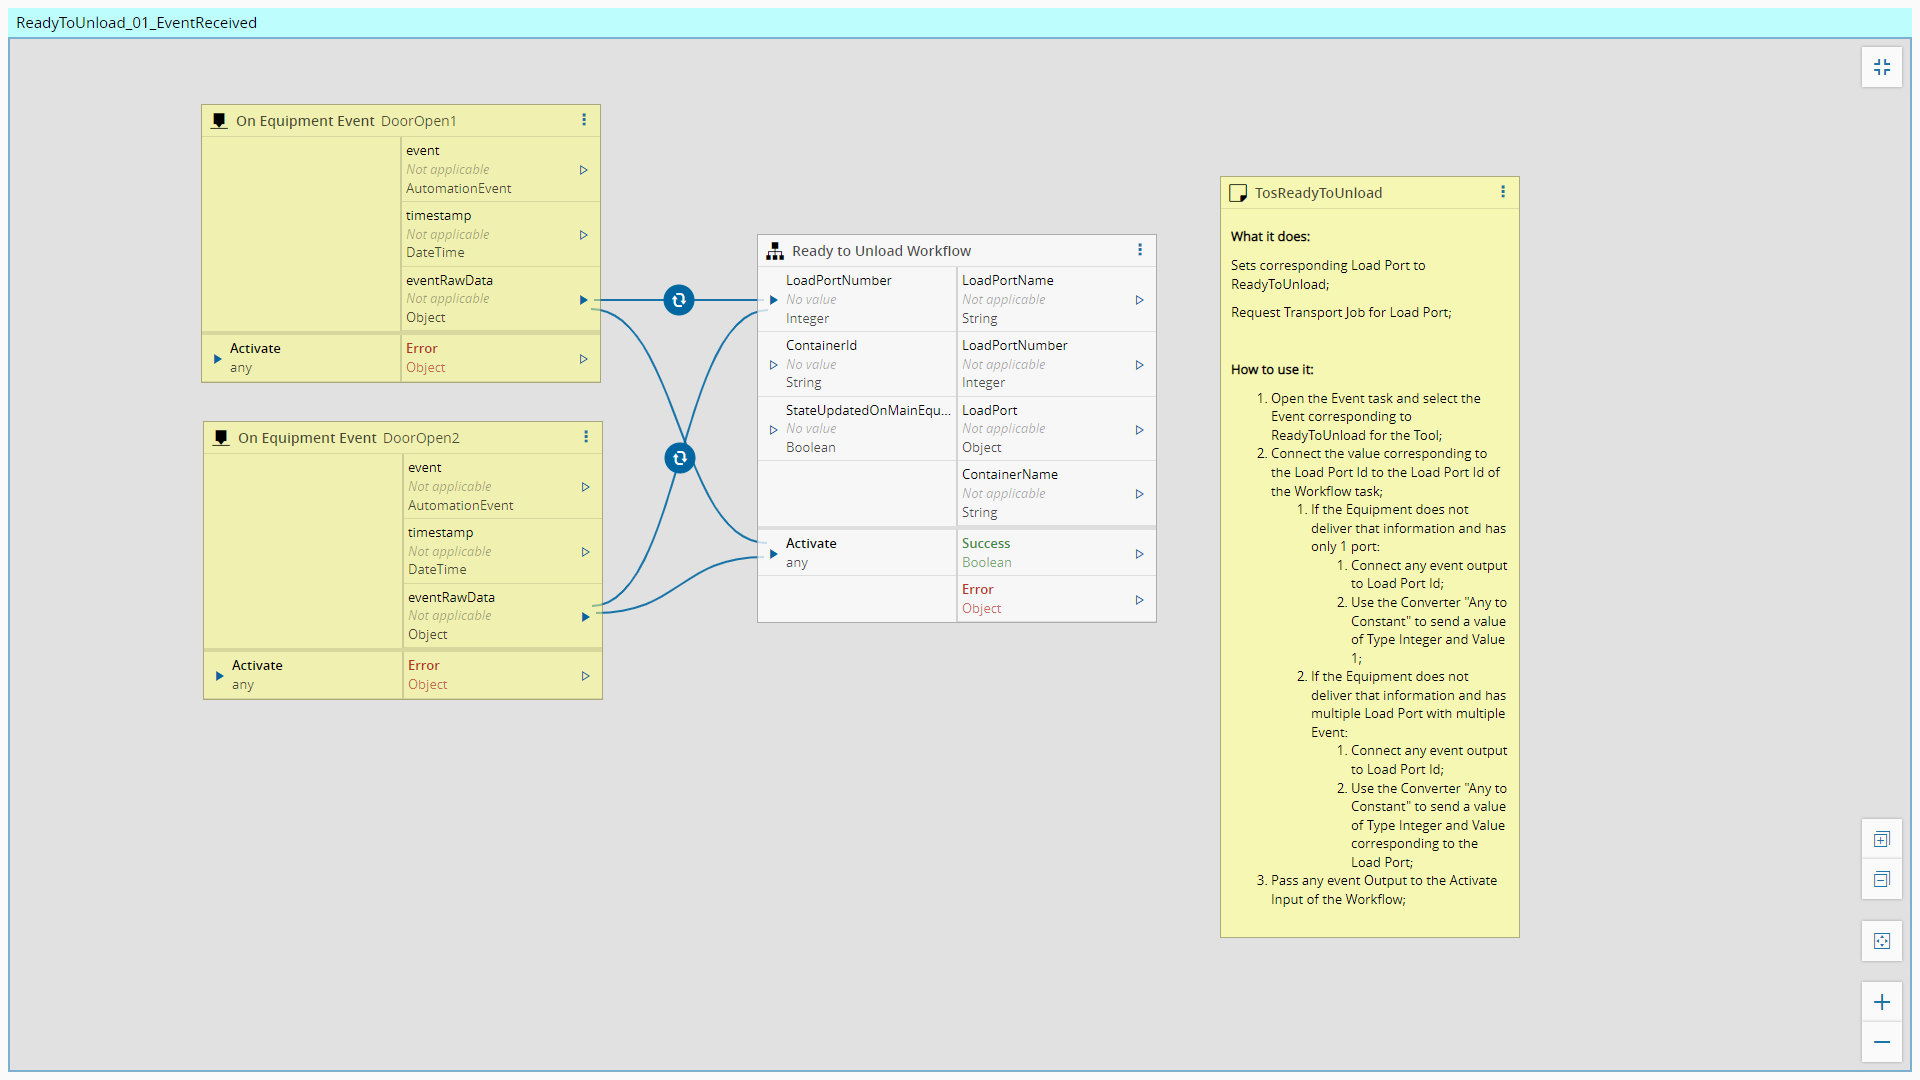 ReadyToUnload_01_EventReceived
On Equipment Event DoorOpen1
event
Not applicable
AutomationEvent
timestamp
Not applicable
DateTime
eventRawData
Not applicable
Object
Activate
any
Error
Object
On Equipment Event DoorOpen2
event
Not applicable
AutomationEvent
timestamp
Not applicable
DateTime
eventRawData
Not applicable
Object
Activate
any
Error
Object
Ready to Unload Workflow
LoadPortNumber
No value
Integer
ContainerId
No value
String
StateUpdatedOnMainEqu...
No value
Boolean
Activate
any
LoadPortName
Not applicable
String
LoadPortNumber
Not applicable
Integer
LoadPort
Not applicable
Object
ContainerName
Not applicable
String
Success
Boolean
Error
Object
TosReadyToUnload
What it does:
Sets corresponding Load Port to
ReadyToUnload;
Request Transport Job for Load Port;
How to use it:
1. Open the Event task and select the
Event corresponding to
ReadyToUnload for the Tool;
2. Connect the value corresponding to
the Load Port Id to the Load Port Id of
the Workflow task;
1. If the Equipment does not
deliver that information and has
only 1 port:
1. Connect any event output
to Load Port Id;
2. Use the Converter "Any to
Constant" to send a value
of Type Integer and Value
1;
2. If the Equipment does not
deliver that information and has
multiple Load Port with multiple
Event:
1. Connect any event output
to Load Port Id;
2. Use the Converter "Any to
Constant" to send a value
of Type Integer and Value
corresponding to the
Load Port;
3. Pass any event Output to the Activate
Input of the Workflow;